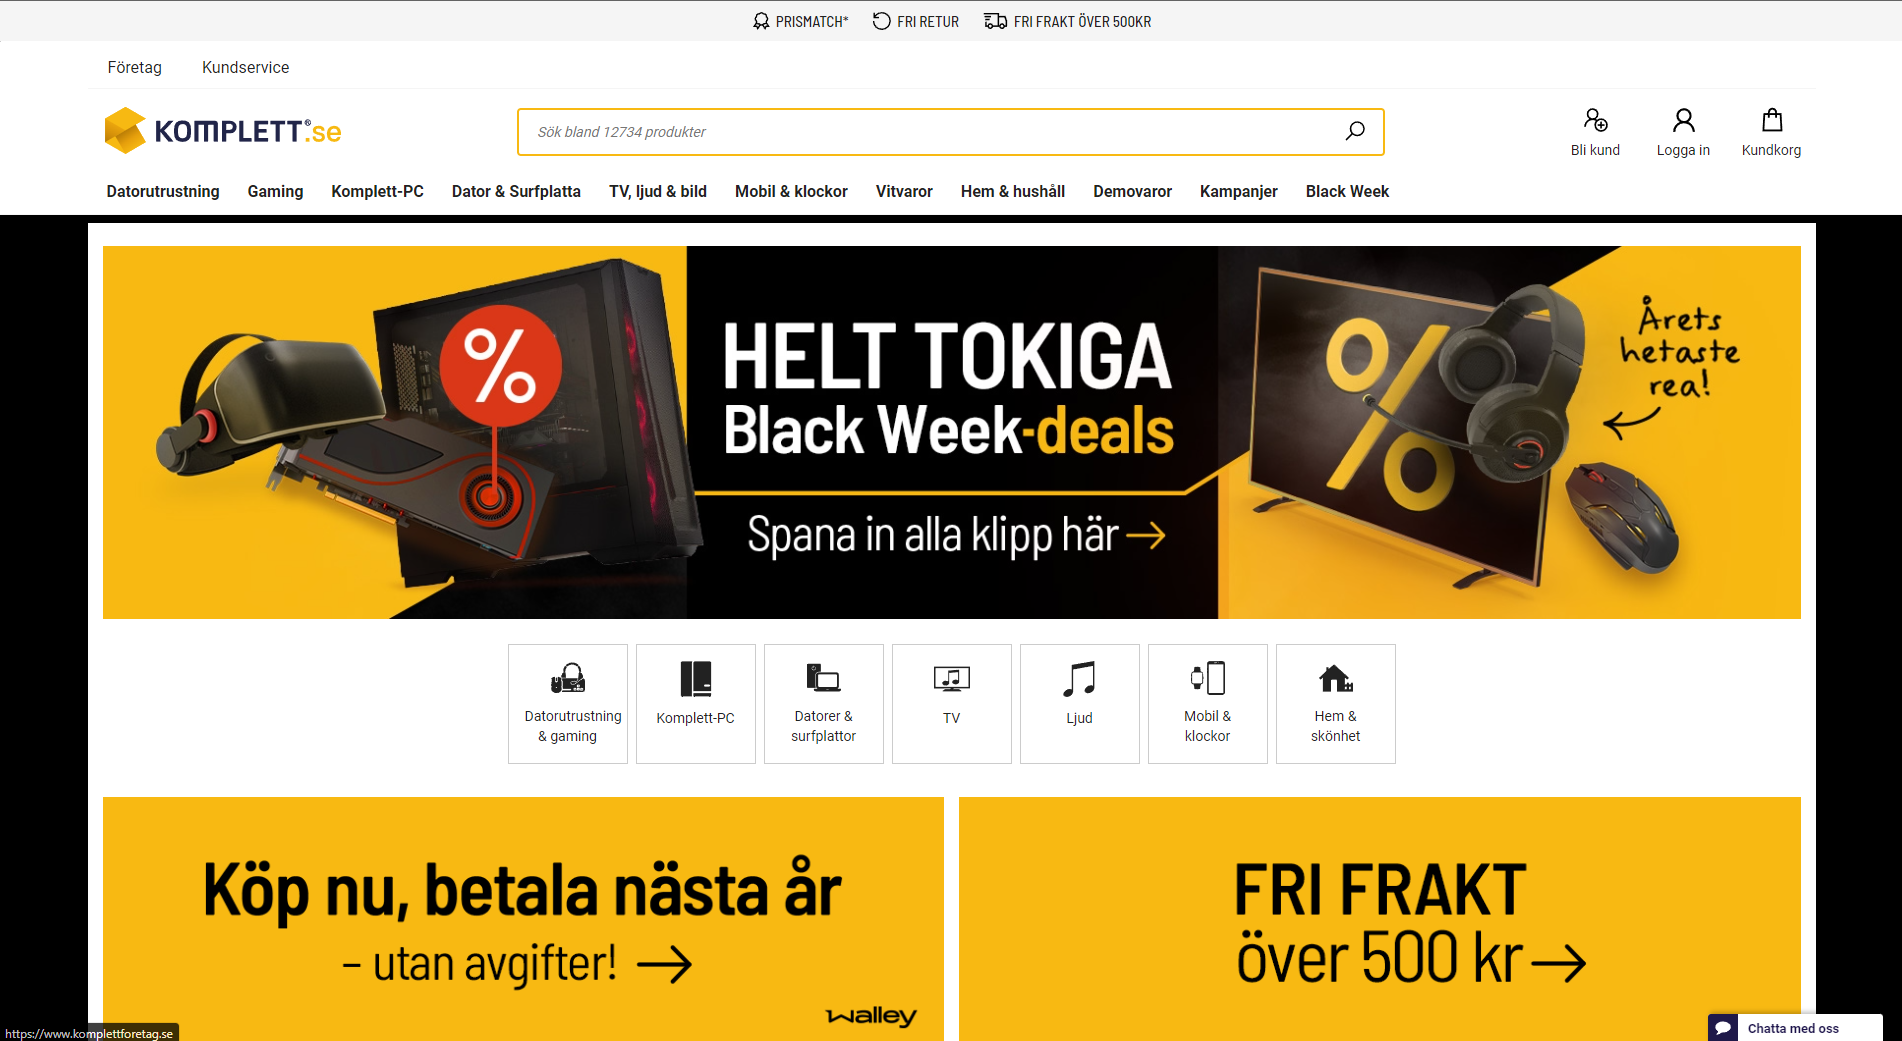 PRISMATCH* FRI RETUR FRI FRAKT ÖVER 500KR
Företag Kundservice
KOMPLETT®.se
Sök bland 12734 produkter
Bli kund Logga in Kundkorg
Datorutrustning Gaming Komplett-PC Dator & Surfplatta TV, ljud & bild Mobil & klockor Vitvaror Hem & hushåll Demovaror Kampanjer Black Week
%
HELT TOKIGA
Black Week-deals
Spana in alla klipp här
%
Årets
hetaste
rea!
Datorutrustning
& gaming
Komplett-PC
Datorer &
surfplattor
TV
Ljud
Mobil &
klockor
Hem &
skönhet
Köp nu, betala nästa år
– utan avgifter!
walley
FRI FRAKT
över 500 kr
https://www.komplettforetag.se
Chatta med oss